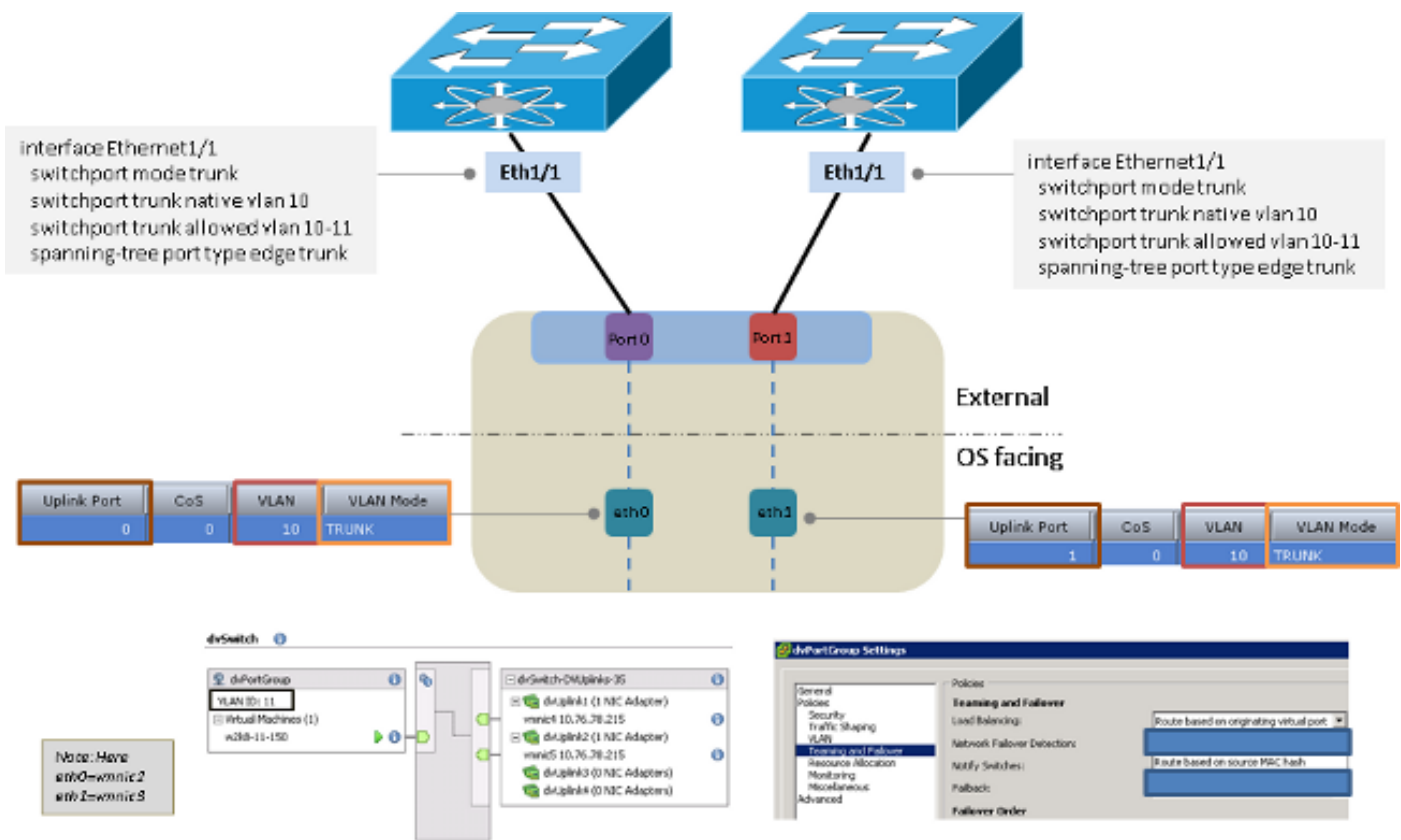 interface Ethernet1/1
switchport mode trunk
switchport trunk native vlan 10
switchport trunk allowed vlan 10-11
spanning-tree port type edge trunk
Eth1/1
Eth1/1
interface Ethernet1/1
switchport mode trunk
switchport trunk native vlan 10
switchport trunk allowed vlan 10-11
spanning-tree port type edge trunk
Port 0
Port 1
External
OS facing
Uplink Port CoS VLAN VLAN Mode
0 0 10 TRUNK
eth0
eth1
Uplink Port CoS VLAN VLAN Mode
1 0 10 TRUNK
dvSwitch
dvPortGroup
VLAN ID: 11
Virtual Machines (1)
w2k8-11-150
dvSwitch-DVUplinks-35
dvUplink1 (1 NIC Adapter)
vmnic4 10.76.78.215
dvUplink2 (1 NIC Adapter)
vmnic5 10.76.78.215
dvUplink3 (0 NIC Adapters)
dvUplink4 (0 NIC Adapters)
Note: Here
eth0=vmnic2
eth1=vmnic3
dvPortGroup Settings
General
Policies
Security
Traffic Shaping
VLAN
Teaming and Failover
Resource Allocation
Monitoring
Miscellaneous
Advanced
Policies
Teaming and Failover
Load Balancing: Route based on originating virtual port
Network Failover Detection:
Notify Switches: Route based on source MAC hash
Failback:
Failover Order